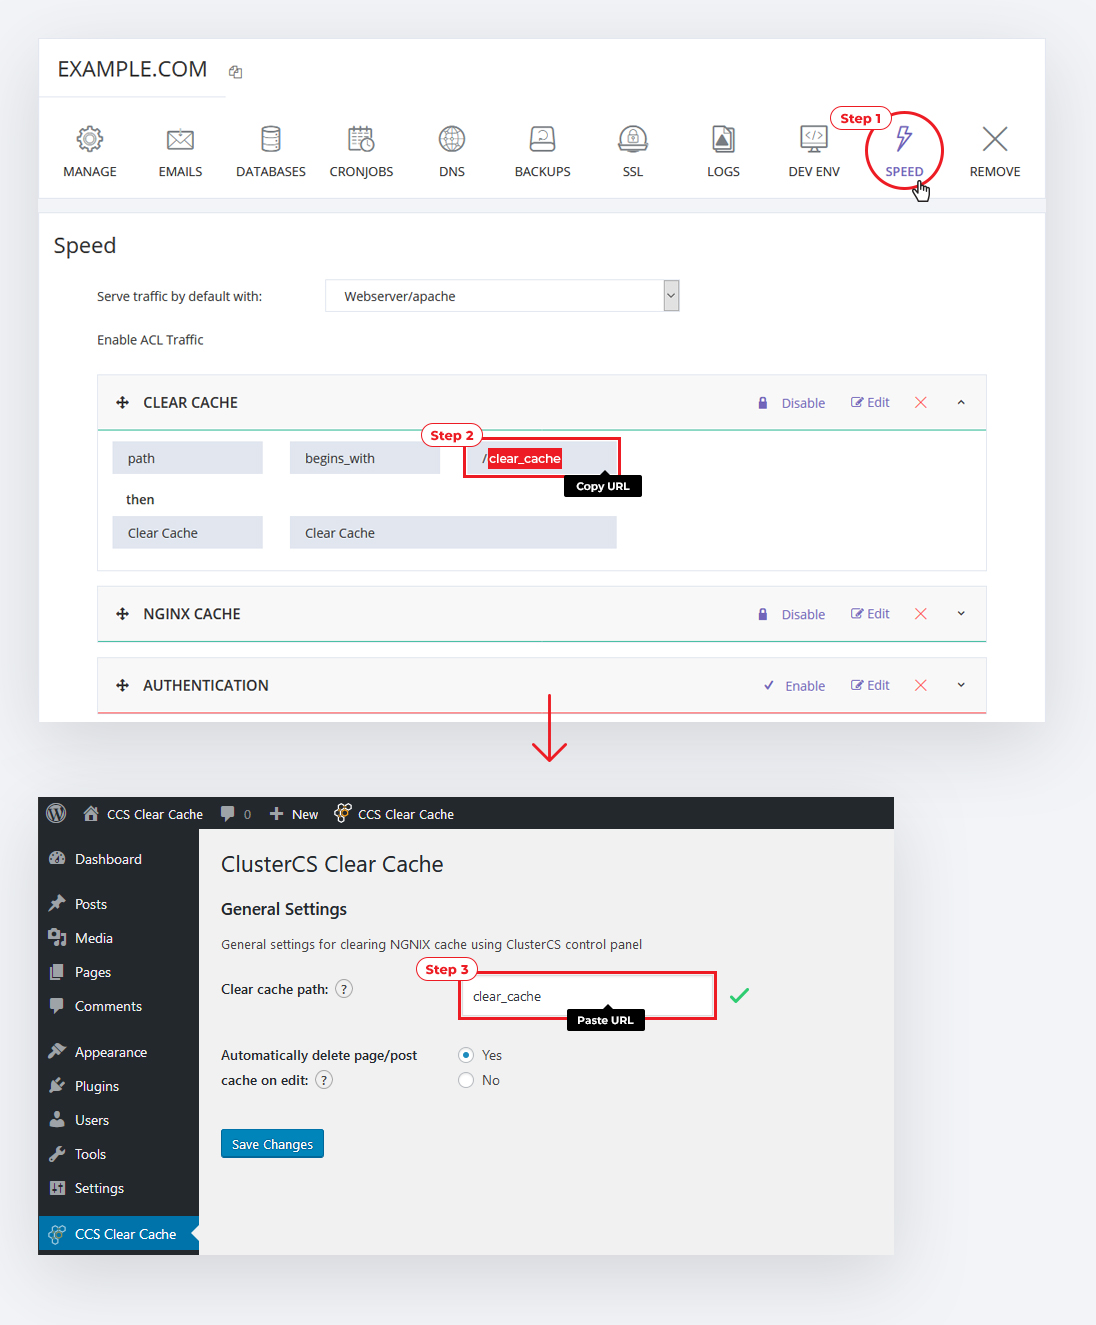 EXAMPLE.COM
Step 1
MANAGE EMAILS DATABASES CRONJOBS DNS BACKUPS SSL LOGS DEV ENV SPEED REMOVE
Speed
Serve traffic by default with: Webserver/apache
Enable ACL Traffic
CLEAR CACHE Disable Edit
Step 2
path begins_with /clear_cache
Copy URL
then
Clear Cache Clear Cache
NGINX CACHE Disable Edit
AUTHENTICATION Enable Edit
CCS Clear Cache 0 New CCS Clear Cache
Dashboard
Posts
Media
Pages
Comments
Appearance
Plugins
Users
Tools
Settings
CCS Clear Cache
ClusterCS Clear Cache
General Settings
General settings for clearing NGNIX cache using ClusterCS control panel
Step 3
Clear cache path: ? clear_cache
Paste URL
Automatically delete page/post
cache on edit: ?
Yes
No
Save Changes